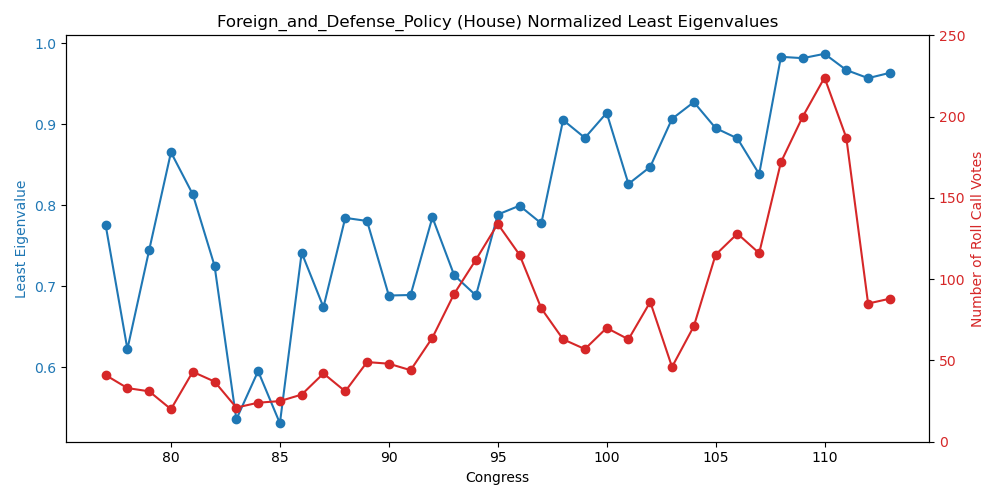 Foreign_and_Defense_Policy (House) Normalized Least Eigenvalues
Least Eigenvalue
1.0
0.9
0.8
0.7
0.6
250
200
150
100
50
0
Number of Roll Call Votes
80 85 90 95 100 105 110
Congress